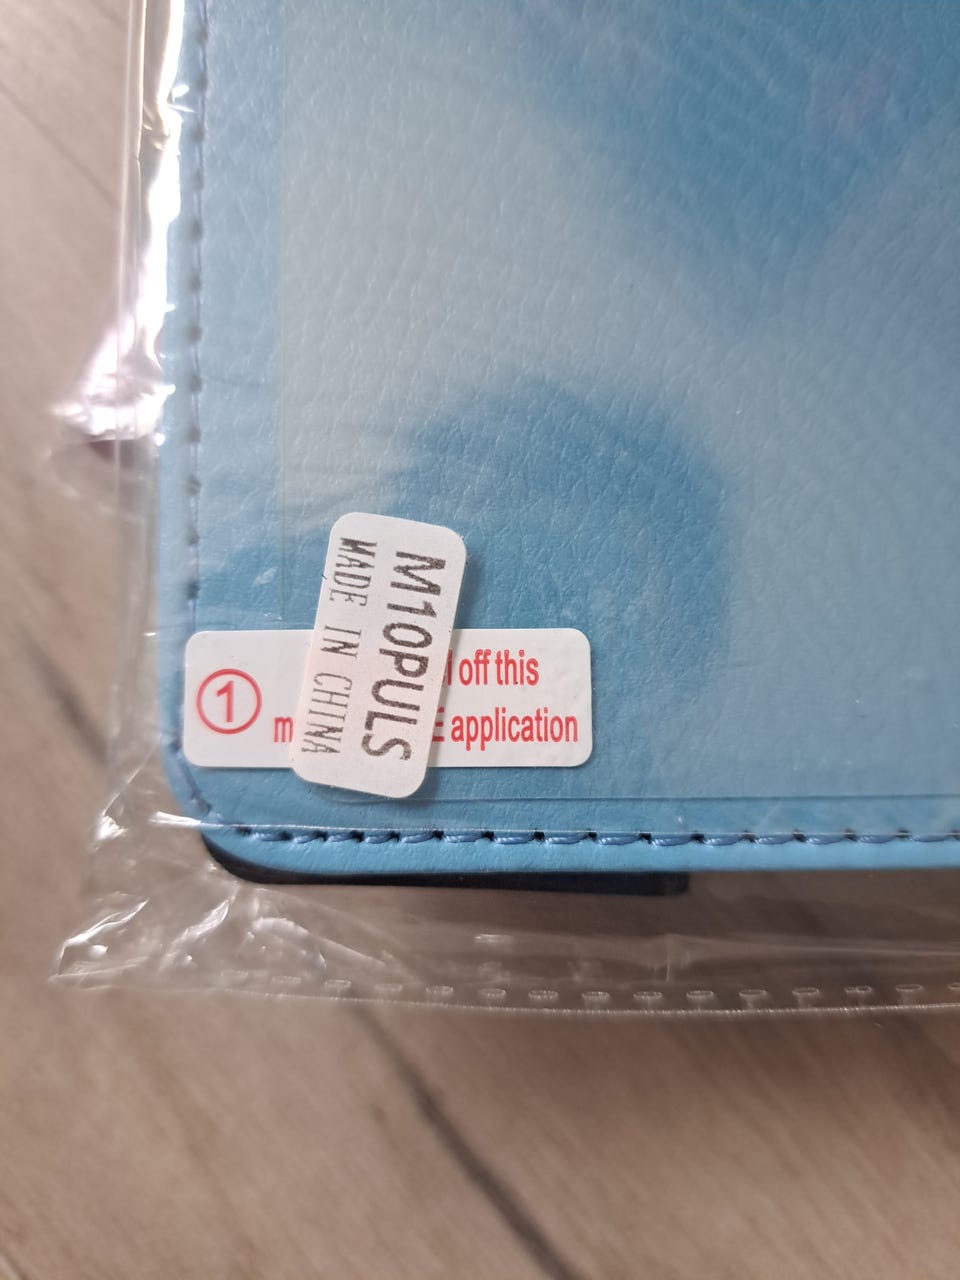 M10PULS
MADE IN CHINA
1
off this
application